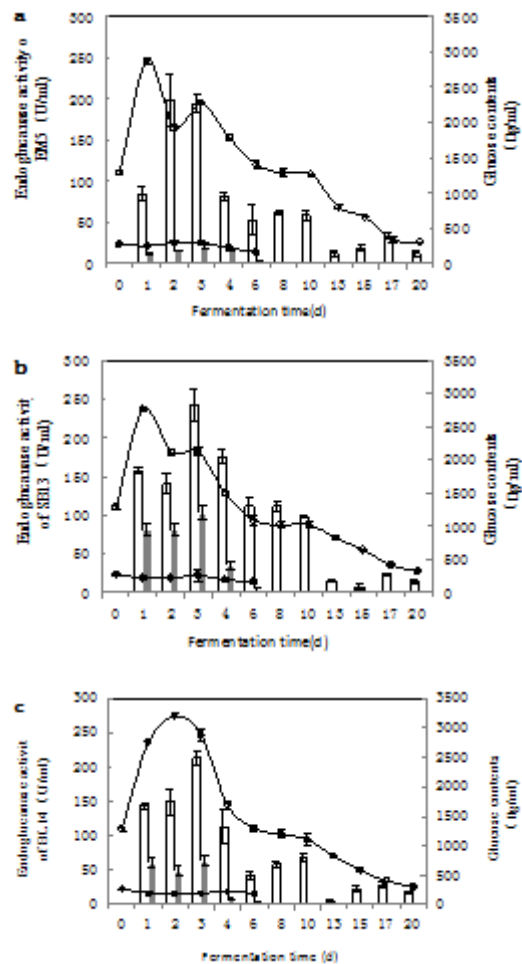 a
300 250 200 150 100 50 0
3500 3000 2500 2000 1500 1000 500 0
Endoglucanase activity o
EM5 (U/ml)
Glucose contents
0 1 2 3 4 6 8 10 13 15 17 20
Fermentation time(d)
b
300 250 200 150 100 50 0
3500 3000 2500 2000 1500 1000 500 0
Endoglucanase activit
of (U/ml)
Glucose contents
0 1 2 3 4 6 8 10 13 15 17 20
Fermentation time(d)
c
300 250 200 150 100 50 0
3500 3000 2500 2000 1500 1000 500 0
Endoglucanase activit
of (U/ml)
Glucose contents
0 1 2 3 4 6 8 10 13 15 17 20
Fermentation time (d)